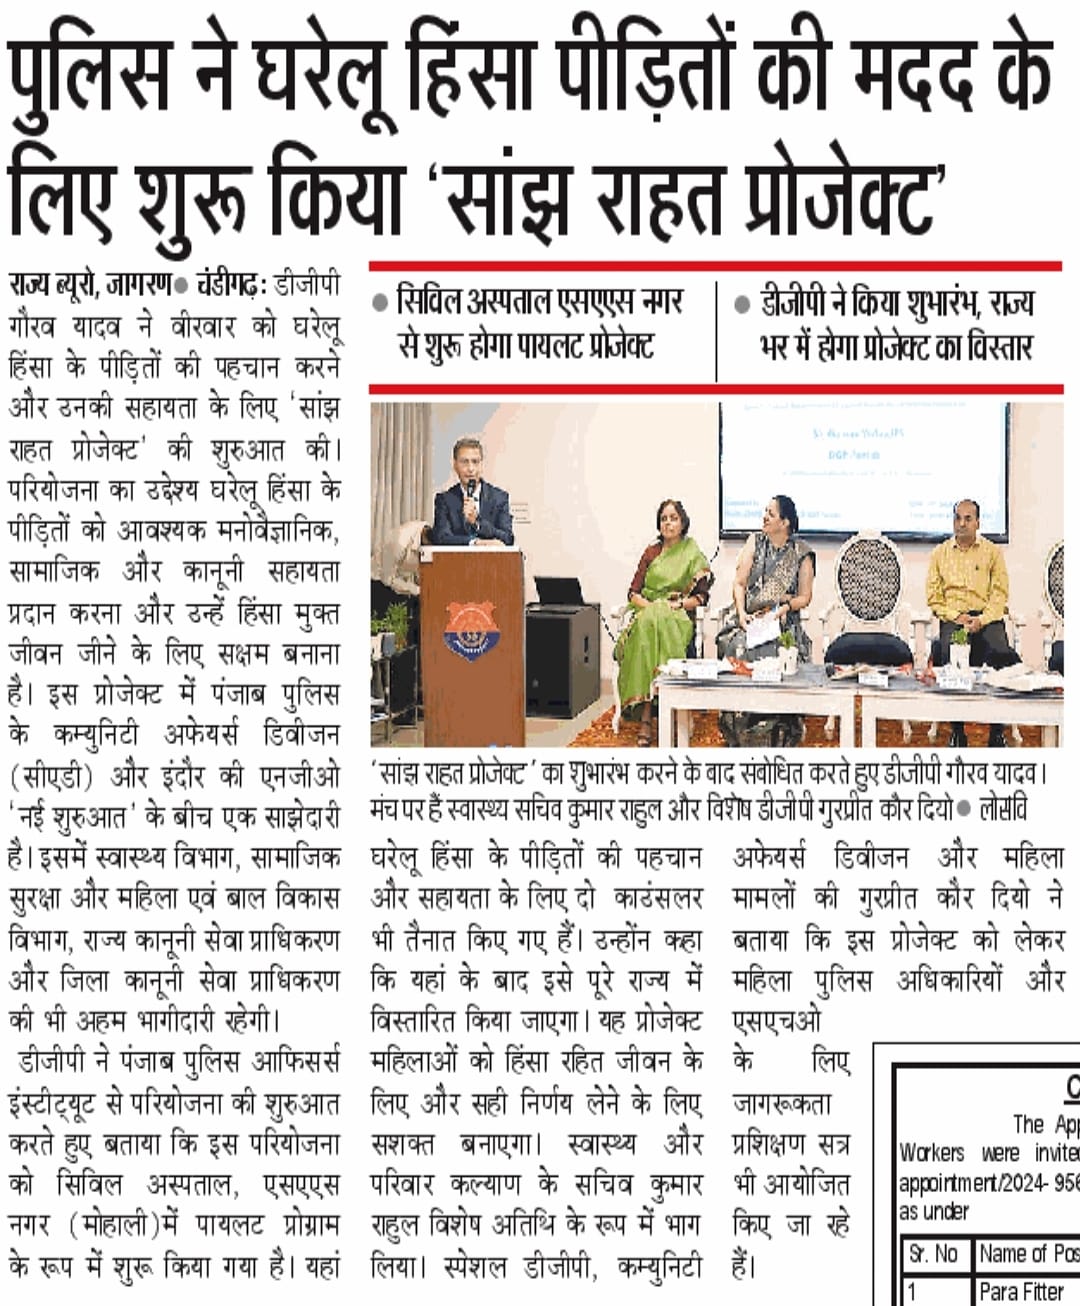 पुलिस ने घरेलू हिंसा पीड़ितों की मदद के
लिए शुरू किया ‘सांझ राहत प्रोजेक्ट’
राज्य ब्यूरो, जागरण● चंडीगढ़: डीजीपी
गौरव यादव ने वीरवार को घरेलू
हिंसा के पीड़ितों की पहचान करने
और उनकी सहायता के लिए ‘सांझ
राहत प्रोजेक्ट’ की शुरुआत की।
परियोजना का उद्देश्य घरेलू हिंसा के
पीड़ितों को आवश्यक मनोवैज्ञानिक,
सामाजिक और कानूनी सहायता
प्रदान करना और उन्हें हिंसा मुक्त
जीवन जीने के लिए सक्षम बनाना
है। इस प्रोजेक्ट में पंजाब पुलिस
के कम्युनिटी अफेयर्स डिवीजन
(सीएडी) और इंदौर की एनजीओ
‘नई शुरुआत’ के बीच एक साझेदारी
है। इसमें स्वास्थ्य विभाग, सामाजिक
सुरक्षा और महिला एवं बाल विकास
विभाग, राज्य कानूनी सेवा प्राधिकरण
और जिला कानूनी सेवा प्राधिकरण
की भी अहम भागीदारी रहेगी।
डीजीपी ने पंजाब पुलिस आफिसर्स
इंस्टीट्यूट से परियोजना की शुरुआत
करते हुए बताया कि इस परियोजना
को सिविल अस्पताल, एसएएस
नगर (मोहाली)में पायलट प्रोग्राम
के रूप में शुरू किया गया है। यहां
● सिविल अस्पताल एसएएस नगर
से शुरू होगा पायलट प्रोजेक्ट
● डीजीपी ने किया शुभारंभ, राज्य
भर में होगा प्रोजेक्ट का विस्तार
DGP
‘सांझ राहत प्रोजेक्ट’ का शुभारंभ करने के बाद संबोधित करते हुए डीजीपी गौरव यादव।
मंच पर हैं स्वास्थ्य सचिव कुमार राहुल और विशेष डीजीपी गुरप्रीत कौर दियो● लोसंवि
घरेलू हिंसा के पीड़ितों की पहचान
और सहायता के लिए दो काउंसलर
भी तैनात किए गए हैं। उन्होंन कहा
कि यहां के बाद इसे पूरे राज्य में
विस्तारित किया जाएगा। यह प्रोजेक्ट
महिलाओं को हिंसा रहित जीवन के
लिए और सही निर्णय लेने के लिए
सशक्त बनाएगा। स्वास्थ्य और
परिवार कल्याण के सचिव कुमार
राहुल विशेष अतिथि के रूप में भाग
लिया। स्पेशल डीजीपी, कम्युनिटी
अफेयर्स डिवीजन और महिला
मामलों की गुरप्रीत कौर दियो ने
बताया कि इस प्रोजेक्ट को लेकर
महिला पुलिस अधिकारियों और
एसएचओ
के लिए
जागरूकता
प्रशिक्षण सत्र
भी आयोजित
किए जा रहे
हैं।
The App
Workers were invited
appointment/2024- 956
as under
Sr. No Name of Pos
1 Para Fitter